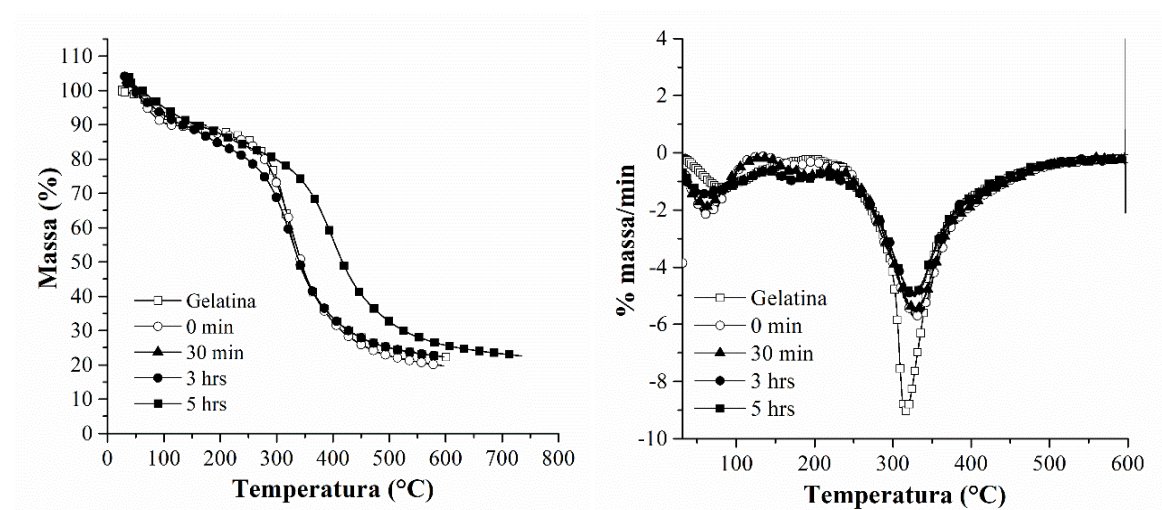 110
100
90
80
70
60
50
40
30
20
10
0
Massa (%)
Gelatina
0 min
30 min
3 hrs
5 hrs
0 100 200 300 400 500 600 700 800
Temperatura (°C)
4
2
0
-2
-4
-6
-8
-10
% massa/min
Gelatina
0 min
30 min
3 hrs
5 hrs
100 200 300 400 500 600
Temperatura (°C)